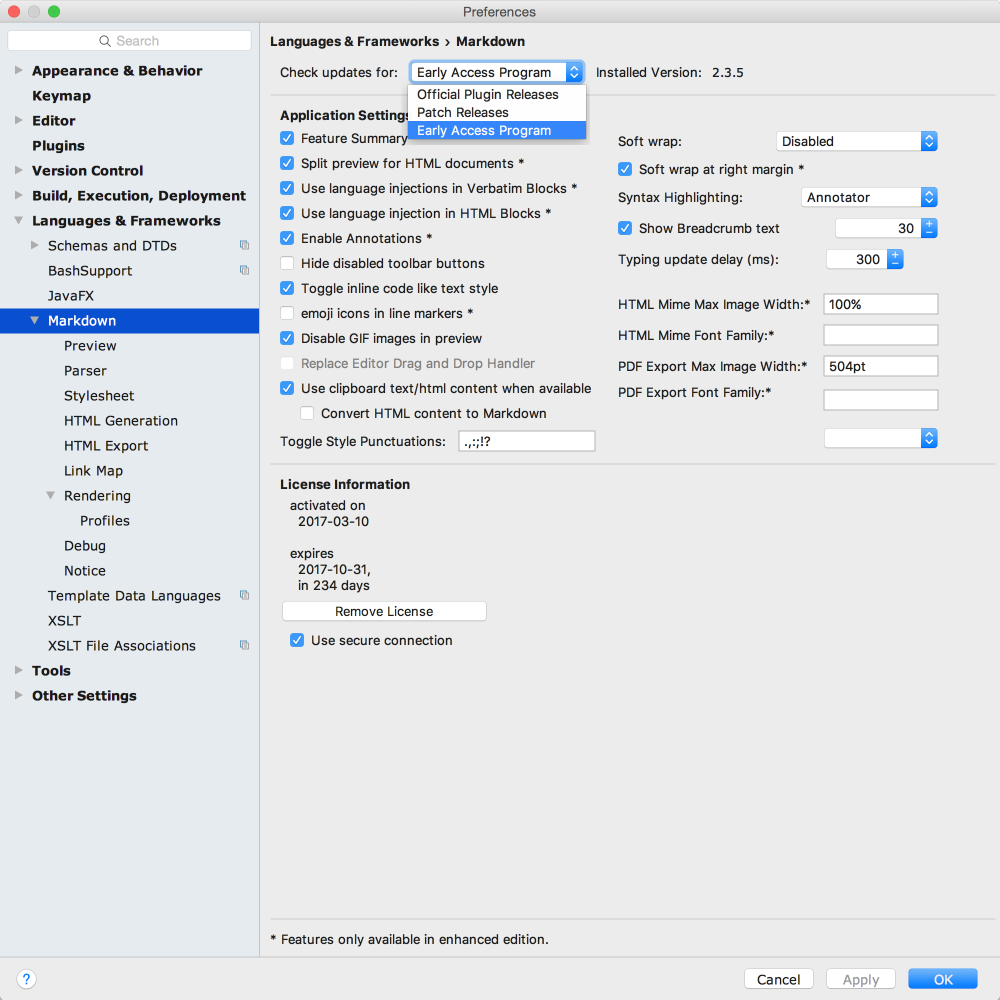 Preferences
Search
Appearance & Behavior
Keymap
Editor
Plugins
Version Control
Build, Execution, Deployment
Languages & Frameworks
Schemas and DTDs
BashSupport
JavaFX
Markdown
Preview
Parser
Stylesheet
HTML Generation
HTML Export
Link Map
Rendering
Profiles
Debug
Notice
Template Data Languages
XSLT
XSLT File Associations
Tools
Other Settings
?
Languages & Frameworks › Markdown
Check updates for: Early Access Program Installed Version: 2.3.5
Official Plugin Releases
Patch Releases
Early Access Program
Application Settings
Feature Summary
Split preview for HTML documents *
Use language injections in Verbatim Blocks *
Use language injection in HTML Blocks *
Enable Annotations *
Hide disabled toolbar buttons
Toggle inline code like text style
emoji icons in line markers *
Disable GIF images in preview
Replace Editor Drag and Drop Handler
Use clipboard text/html content when available
Convert HTML content to Markdown
Toggle Style Punctuations: .,:;!?
Soft wrap: Disabled
Soft wrap at right margin *
Syntax Highlighting: Annotator
Show Breadcrumb text 30
Typing update delay (ms): 300
HTML Mime Max Image Width:* 100%
HTML Mime Font Family:*
PDF Export Max Image Width:* 504pt
PDF Export Font Family:*
License Information
activated on
2017-03-10
expires
2017-10-31,
in 234 days
Remove License
Use secure connection
* Features only available in enhanced edition.
Cancel Apply OK